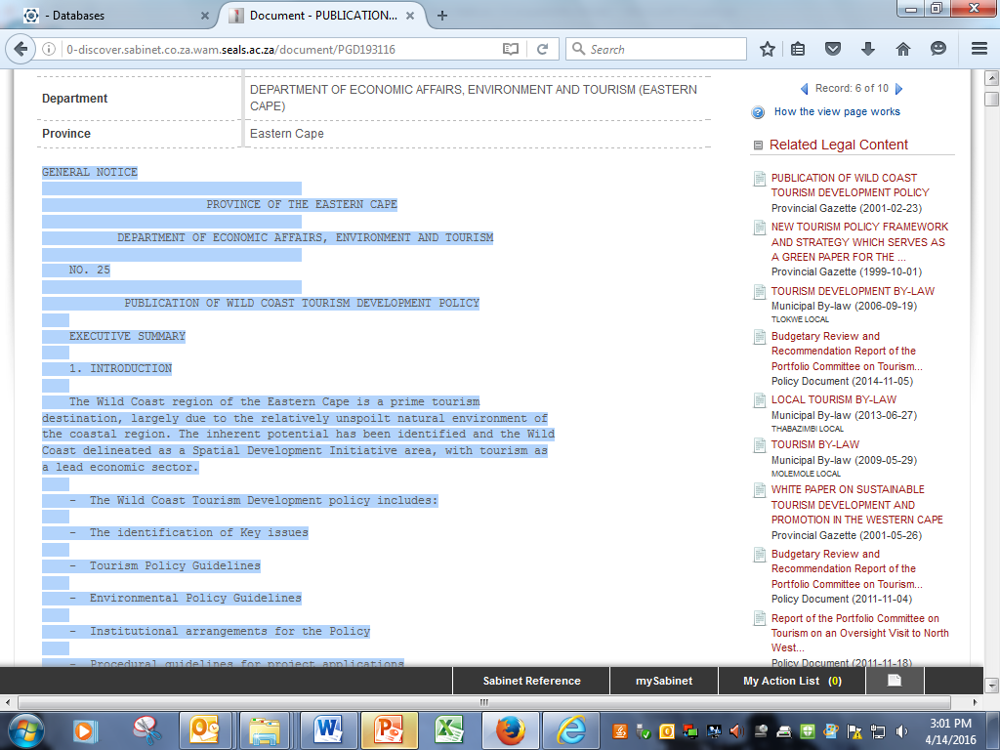 - Databases
Document - PUBLICATION...
0-discover.sabinet.co.za.wam.seals.ac.za/document/PGD193116
Search
Department
DEPARTMENT OF ECONOMIC AFFAIRS, ENVIRONMENT AND TOURISM (EASTERN
CAPE)
Province
Eastern Cape
GENERAL NOTICE
PROVINCE OF THE EASTERN CAPE
DEPARTMENT OF ECONOMIC AFFAIRS, ENVIRONMENT AND TOURISM
NO. 25
PUBLICATION OF WILD COAST TOURISM DEVELOPMENT POLICY
EXECUTIVE SUMMARY
1. INTRODUCTION
The Wild Coast region of the Eastern Cape is a prime tourism
destination, largely due to the relatively unspoilt natural environment of
the coastal region. The inherent potential has been identified and the Wild
Coast delineated as a Spatial Development Initiative area, with tourism as
a lead economic sector.
- The Wild Coast Tourism Development policy includes:
- The identification of Key issues
- Tourism Policy Guidelines
- Environmental Policy Guidelines
- Institutional arrangements for the Policy
- Procedural guidelines for project applications
Record: 6 of 10
How the view page works
Related Legal Content
PUBLICATION OF WILD COAST
TOURISM DEVELOPMENT POLICY
Provincial Gazette (2001-02-23)
NEW TOURISM POLICY FRAMEWORK
AND STRATEGY WHICH SERVES AS
A GREEN PAPER FOR THE ...
Provincial Gazette (1999-10-01)
TOURISM DEVELOPMENT BY-LAW
Municipal By-law (2006-09-19)
TLOKWE LOCAL
Budgetary Review and
Recommendation Report of the
Portfolio Committee on Tourism...
Policy Document (2014-11-05)
LOCAL TOURISM BY-LAW
Municipal By-law (2013-06-27)
THABAZIMBI LOCAL
TOURISM BY-LAW
Municipal By-law (2009-05-29)
MOLEMOLE LOCAL
WHITE PAPER ON SUSTAINABLE
TOURISM DEVELOPMENT AND
PROMOTION IN THE WESTERN CAPE
Provincial Gazette (2001-05-26)
Budgetary Review and
Recommendation Report of the
Portfolio Committee on Tourism...
Policy Document (2011-11-04)
Report of the Portfolio Committee on
Tourism on an Oversight Visit to North
West...
Policy Document (2011-11-18)
Sabinet Reference
mySabinet
My Action List (0)
3:01 PM
4/14/2016